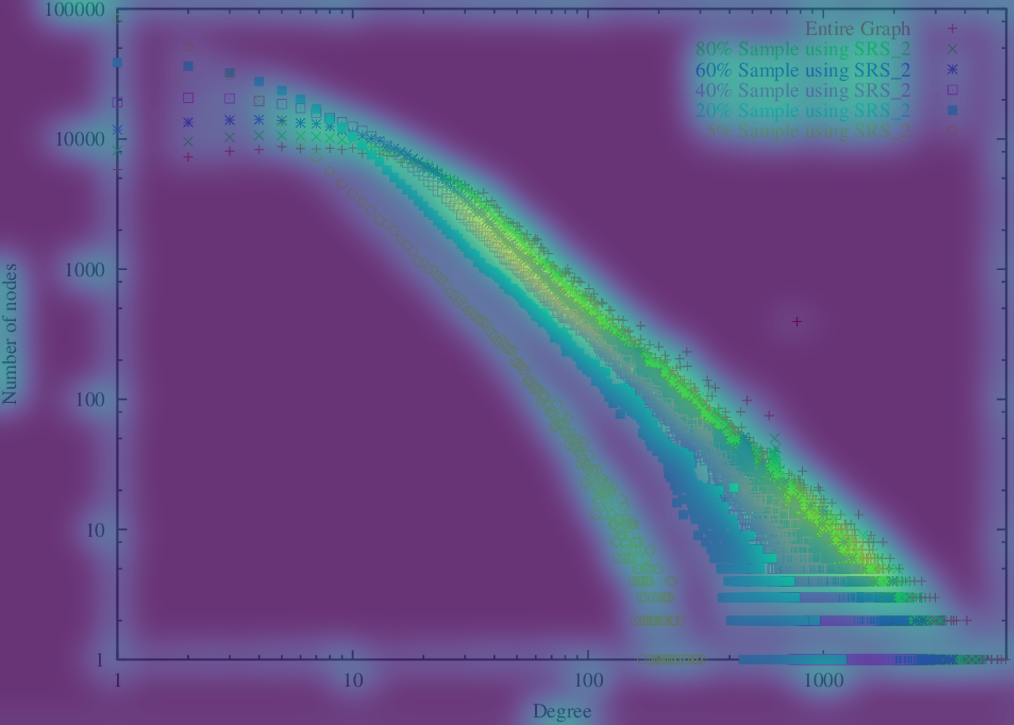 100000
10000
1000
100
10
1
Number of nodes
Entire Graph
80% Sample using SRS_2
60% Sample using SRS_2
40% Sample using SRS_2
20% Sample using SRS_2
5% Sample using SRS_2
1 10 100 1000
Degree